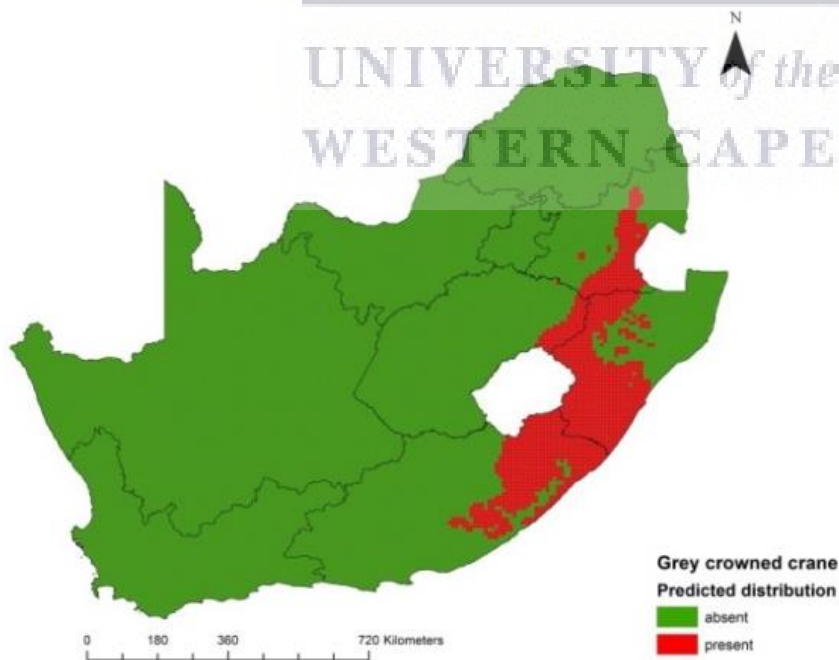 N
UNIVERSITY of the
WESTERN CAPE
Grey crowned crane
Predicted distribution
absent
present
0 180 360 720 Kilometers